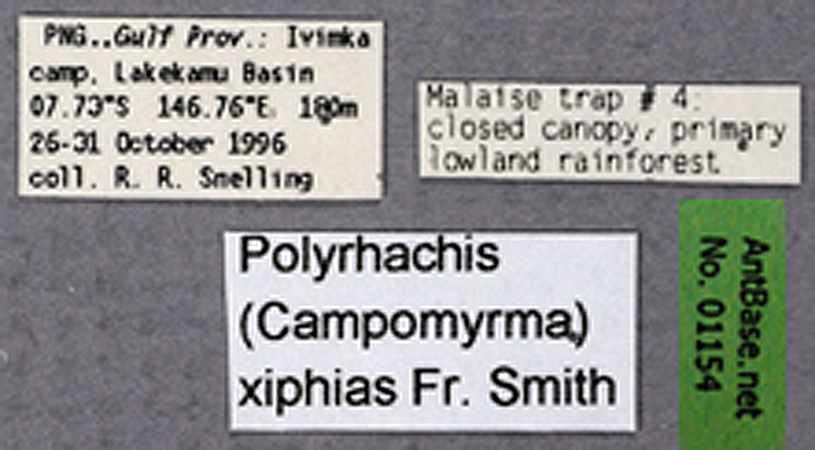 PNG..Gulf Prov.: Ivimka
camp, Lakekamu Basin
07.73°S 146.76°E. 180m
26-31 October 1996
coll. R. R. Snelling
Malaise trap # 4:
closed canopy, primary
lowland rainforest
Polyrhachis
(Campomyrma)
xiphias Fr. Smith
AntBase.net
No. 01154